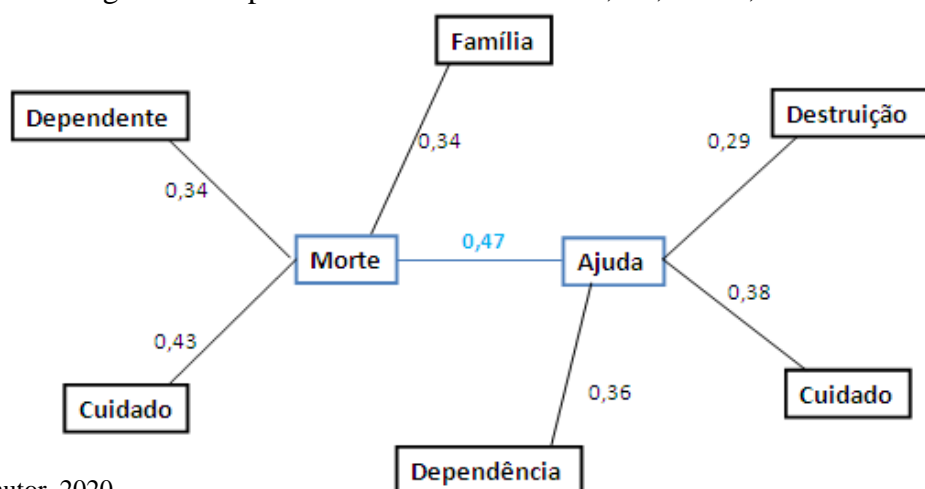 Família
Dependente
Destruição
0,34
0,29
0,34
0,47
Morte
Ajuda
0,38
0,43
0,36
Cuidado
Cuidado
Dependência
2020